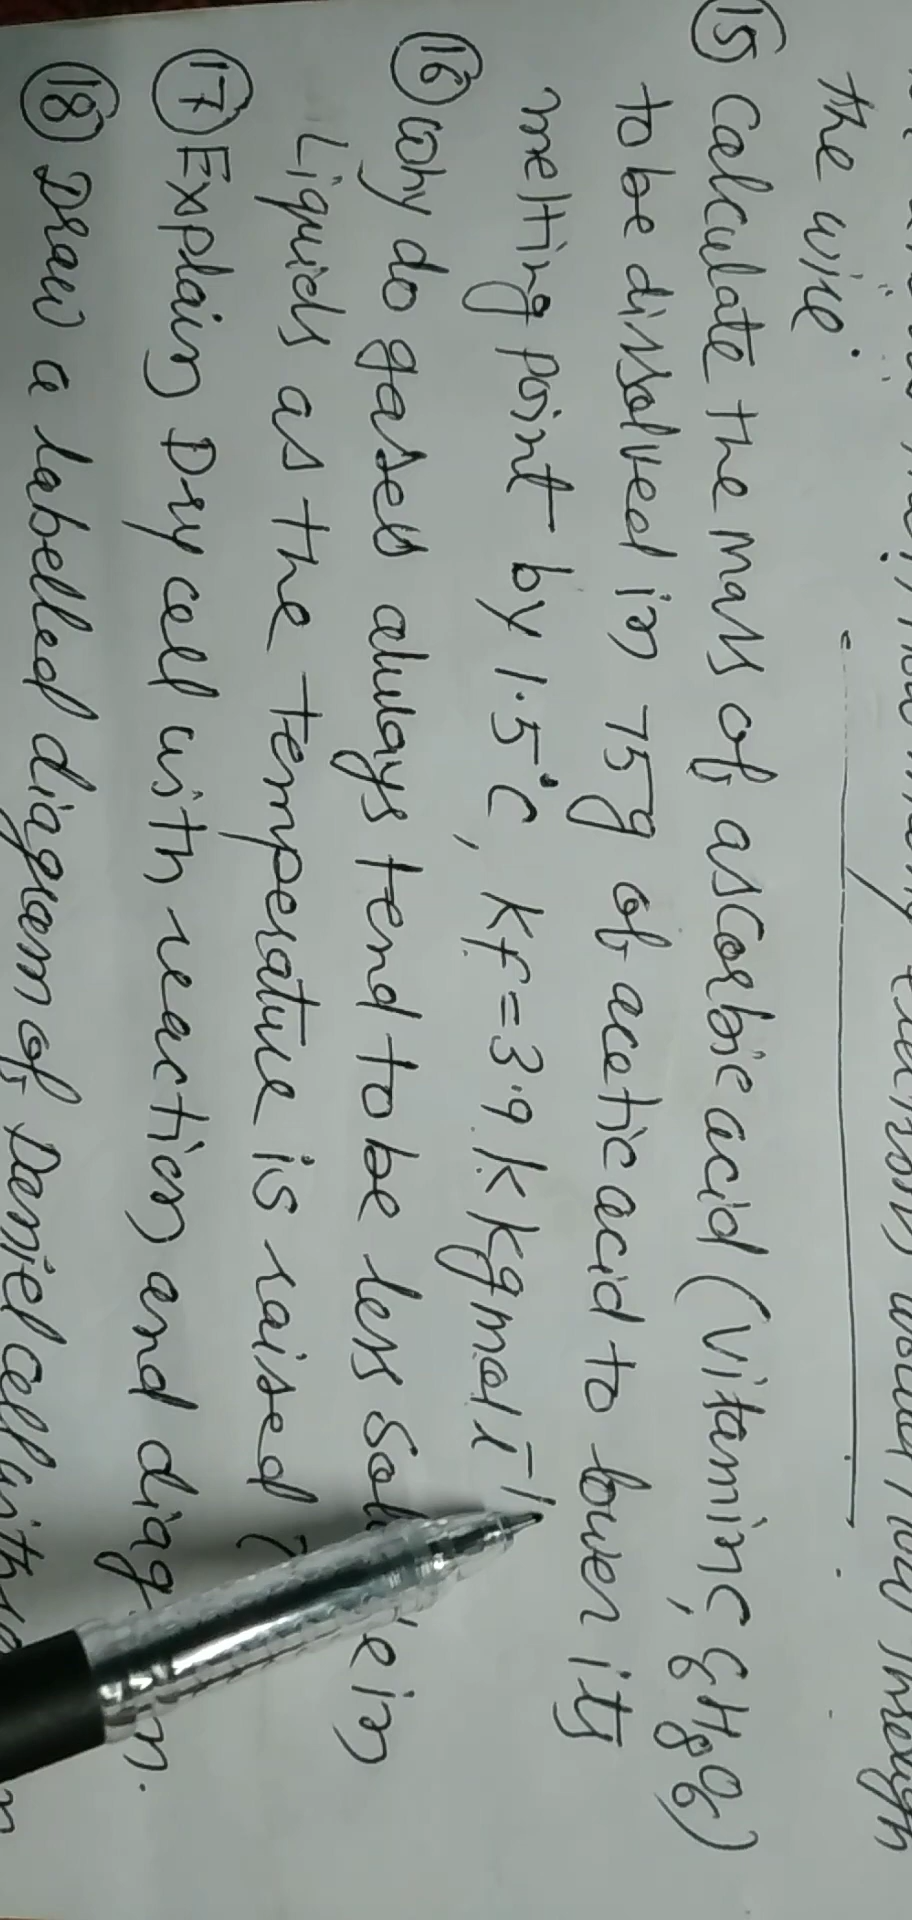 the wire.
(15) Calculate the mass of ascorbic acid (Vitamin C, C6H8O6)
to be dissolved in 75g of acetic acid to lower its
melting point by 1.5°C, Kf = 3.9 K kg mol-1
(16) Why do gases always tend to be less in
Liquids as the temperature is raised ?
(17) Explain Dry cell with reaction and
(18) Draw a labelled diagram of Daniel cell